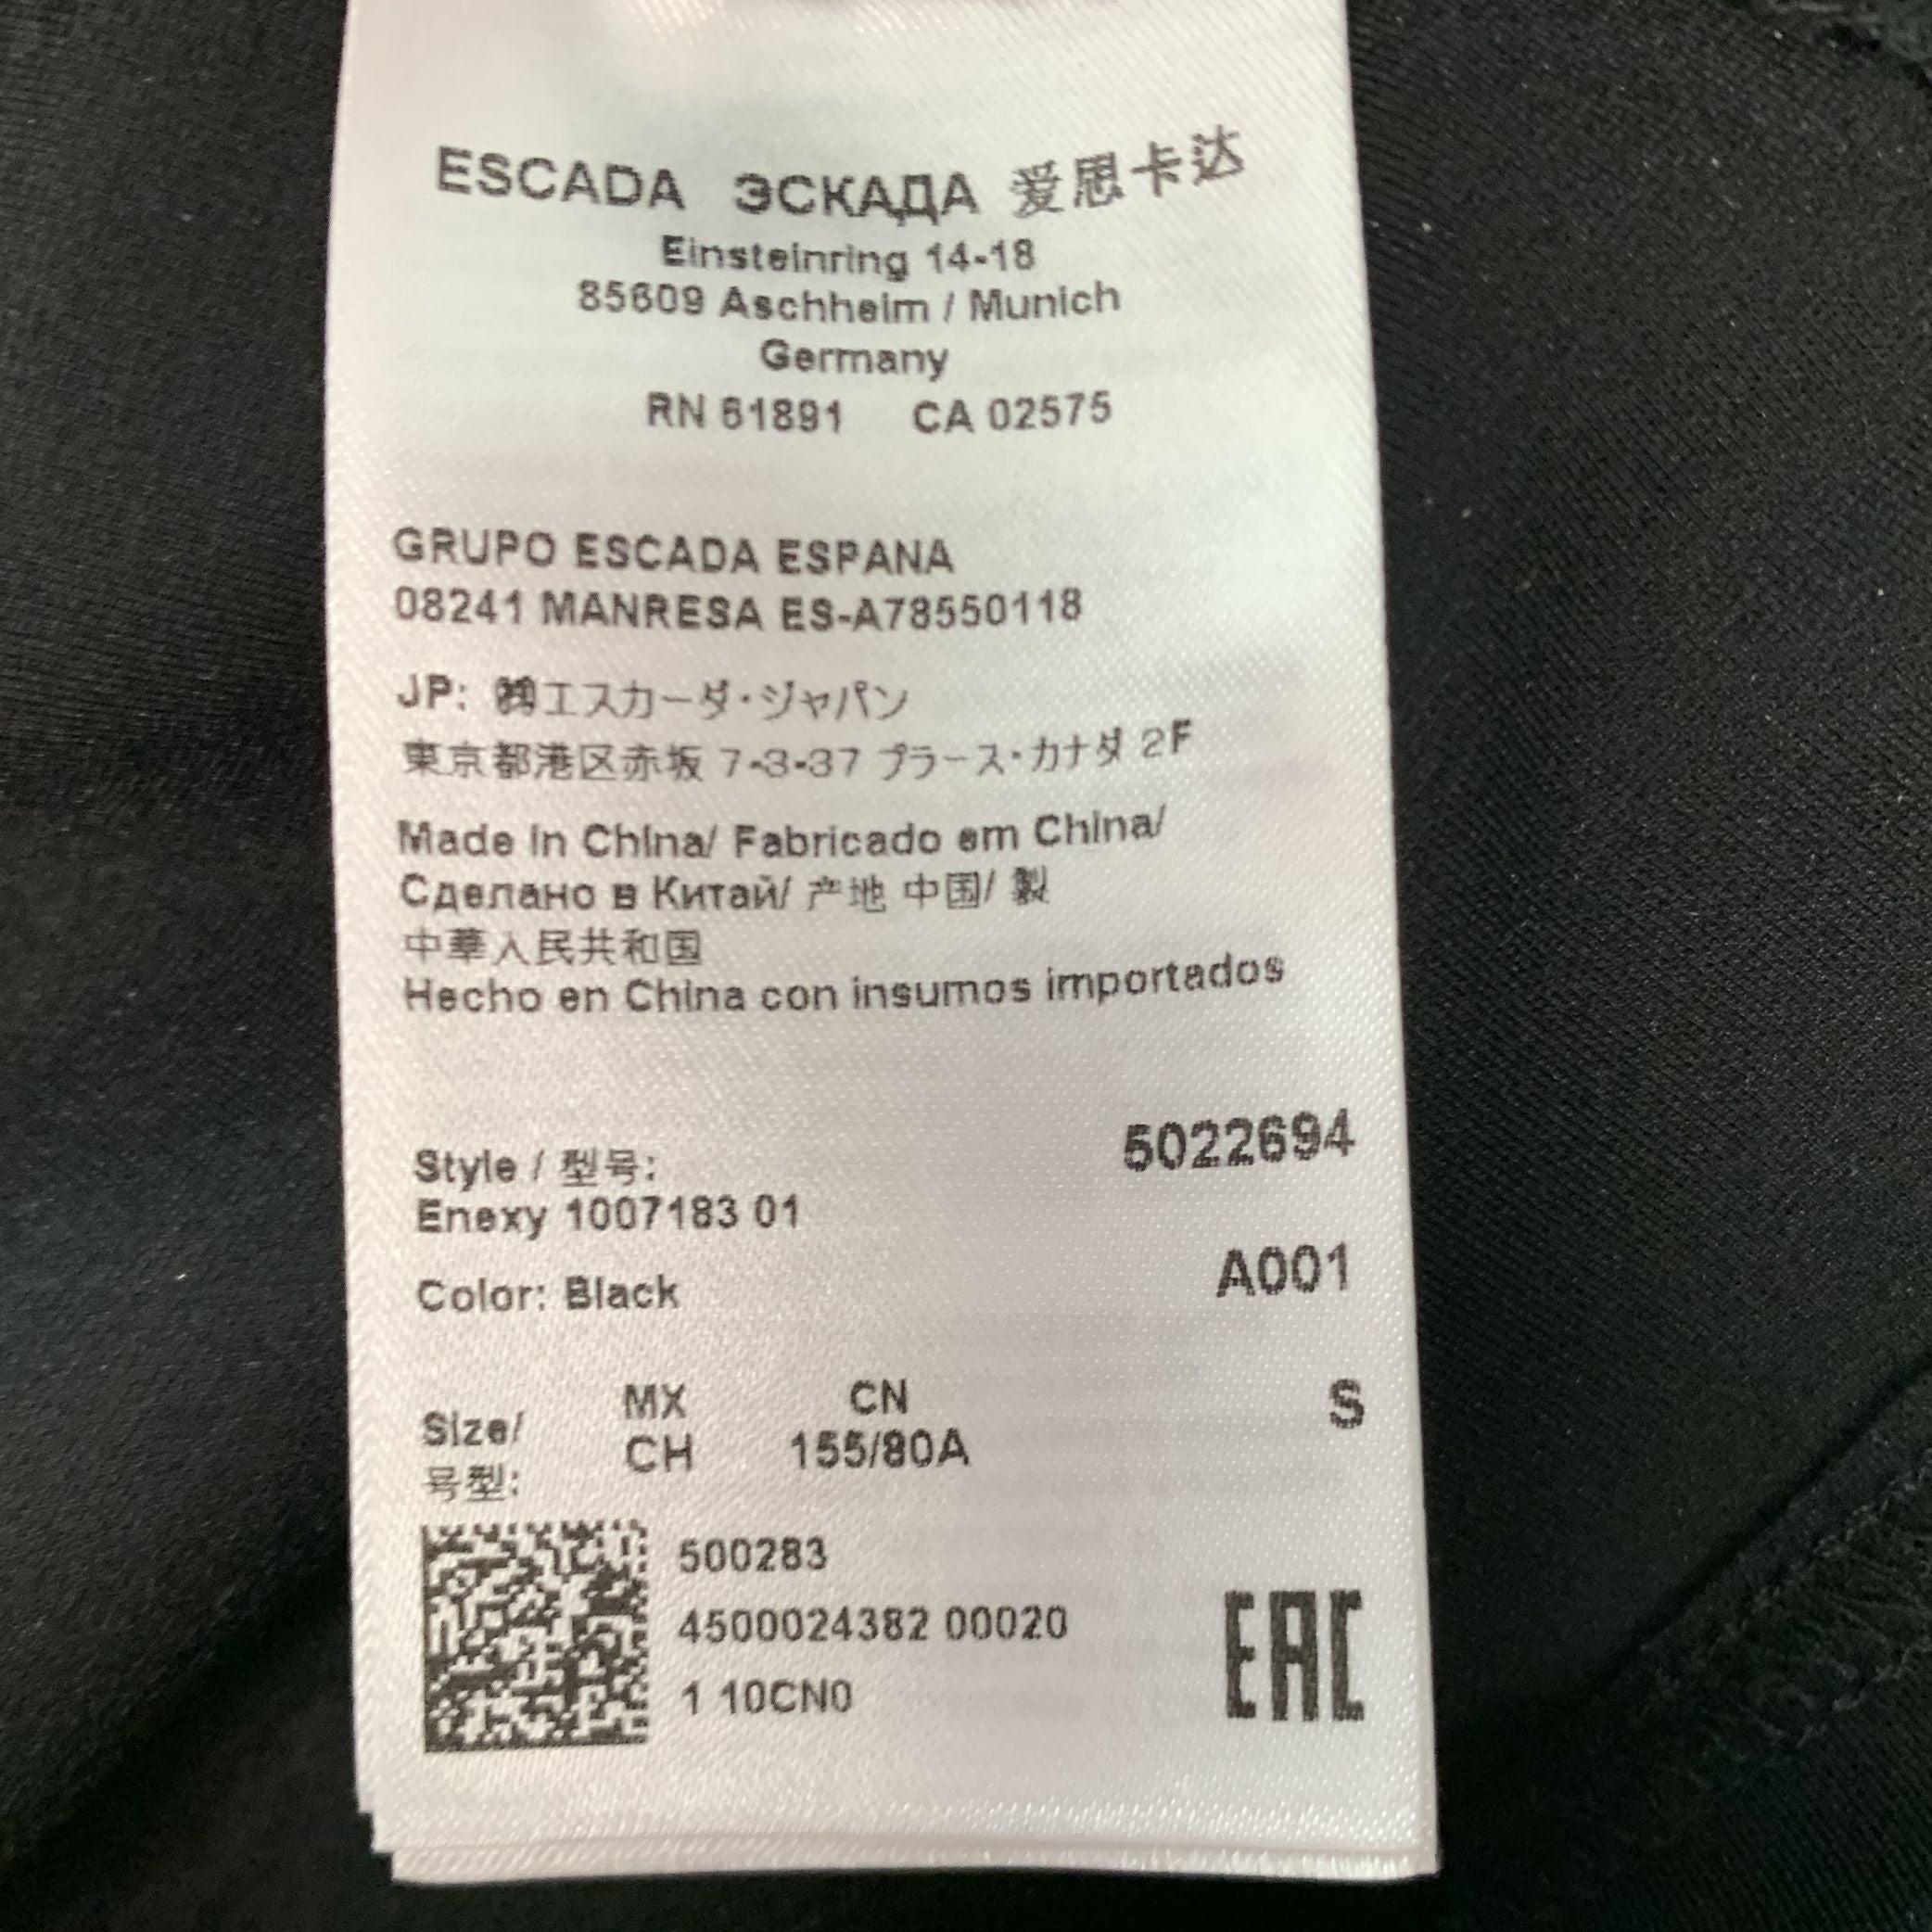 ESCADA ЭСКАДА 爱思卡达
Einsteinring 14-18
85609 Aschheim / Munich
Germany
RN 61891 CA 02575
GRUPO ESCADA ESPANA
08241 MANRESA ES-A78550118
JP: ㈱エスカーダ・ジャパン
東京都港区赤坂 7-3-37 プラース・カナダ 2F
Made in China/ Fabricado em China/
Сделано в Китай/ 产地 中国/ 製
中華人民共和国
Hecho en China con insumos importados
Style / 型号: 5022694
Enexy 1007183 01
Color: Black A001
MX CN S
Size/ CH 155/80A
号型:
500283
4500024382 00020
1 10CN0
EAC